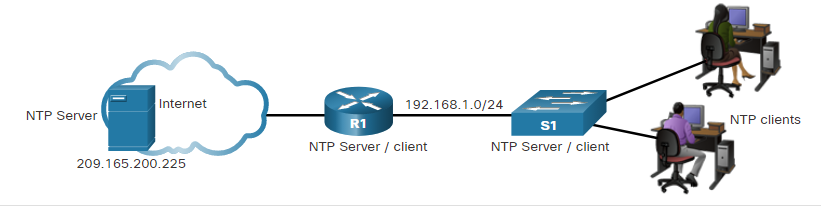 NTP Server
Internet
209.165.200.225
R1
NTP Server / client
192.168.1.0/24
S1
NTP Server / client
NTP clients